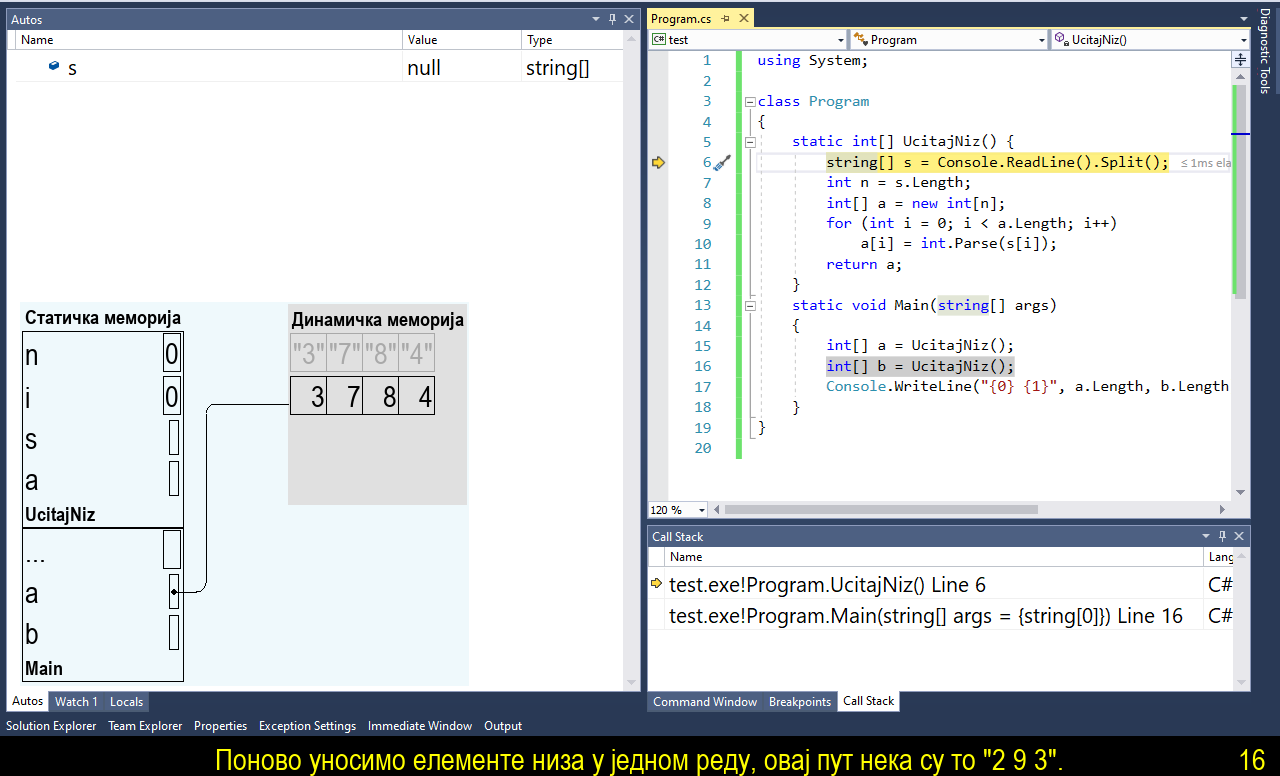 Autos
Name Value Type
s null string[]
Статичка меморија
n 0
i 0
s
a
UcitajNiz
...
a
b
Main
Динамичка меморија
"3" "7" "8" "4"
3 7 8 4
Autos Watch 1 Locals
Program.cs
C# test Program UcitajNiz()
1 using System;
2
3 class Program
4 {
5 static int[] UcitajNiz() {
6 string[] s = Console.ReadLine().Split(); ≤ 1ms ela
7 int n = s.Length;
8 int[] a = new int[n];
9 for (int i = 0; i < a.Length; i++)
10 a[i] = int.Parse(s[i]);
11 return a;
12 }
13 static void Main(string[] args)
14 {
15 int[] a = UcitajNiz();
16 int[] b = UcitajNiz();
17 Console.WriteLine("{0} {1}", a.Length, b.Length
18 }
19 }
20
120 %
Call Stack
Name Lang
test.exe!Program.UcitajNiz() Line 6 C#
test.exe!Program.Main(string[] args = {string[0]}) Line 16 C#
Command Window Breakpoints Call Stack
Diagnostic Tools
Solution Explorer Team Explorer Properties Exception Settings Immediate Window Output
Поново уносимо елементе низа у једном реду, овај пут нека су то "2 9 3". 16